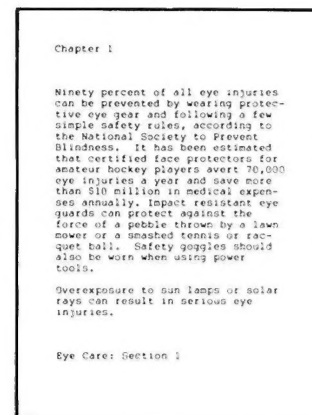 Chapter 1
Ninety percent of all eye injuries
can be prevented by wearing protec-
tive eye gear and following a few
simple safety rules, according to
the National Society to Prevent
Blindness. It has been estimated
that certified face protectors for
amateur hockey players avert 70,000
eye injuries a year and save more
than $10 million in medical expen-
ses annually. Impact resistant eye
guards can protect against the
force of a pebble thrown by a lawn
mower or a smashed tennis or rac-
quet ball. Safety goggles should
also be worn when using power
tools.
Overexposure to sun lamps or solar
rays can result in serious eye
injuries.
Eye Care: Section 1